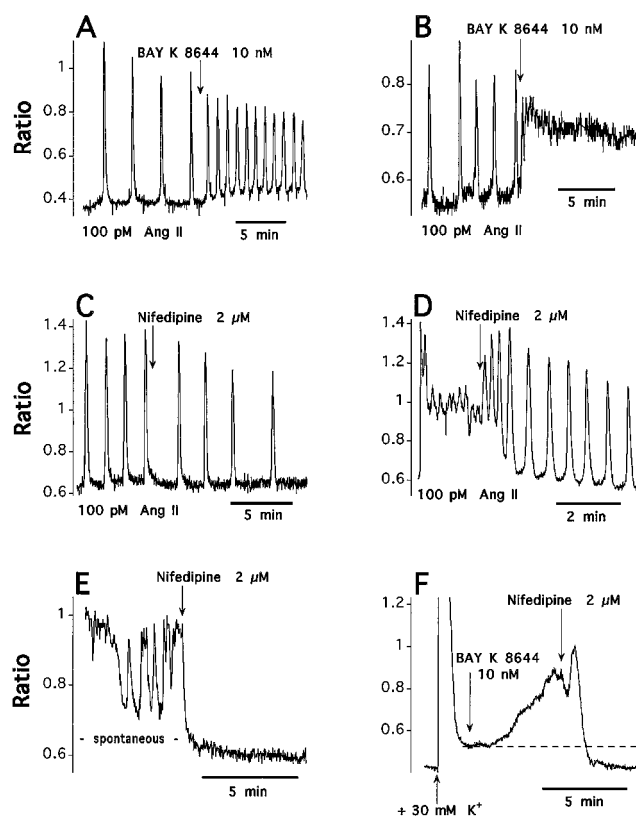 A
BAY K 8644 10 nM
Ratio
1
0.8
0.6
0.4
5 min
100 pM Ang II
B
BAY K 8644 10 nM
0.8
0.7
0.6
5 min
100 pM Ang II
C
Nifedipine 2 µM
Ratio
1.4
1.2
1
0.8
0.6
5 min
100 pM Ang II
D
Nifedipine 2 µM
1.4
1.2
1
0.8
0.6
2 min
100 pM Ang II
E
Nifedipine 2 µM
Ratio
1
0.8
0.6
- spontaneous -
5 min
F
1.2
Nifedipine 2 µM
1
BAY K 8644
10 nM
0.8
0.6
5 min
+ 30 mM K⁺